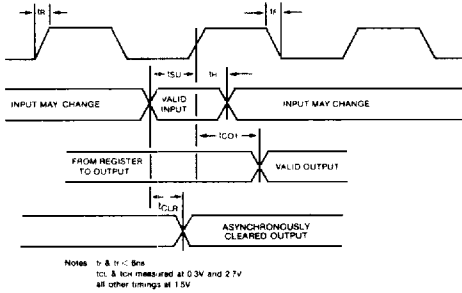 tR
tF
tSU
tH
INPUT MAY CHANGE
VALID
INPUT
INPUT MAY CHANGE
tCO1
FROM REGISTER
TO OUTPUT
VALID OUTPUT
tCLR
ASYNCHRONOUSLY
CLEARED OUTPUT
Notes tr & tf < 6ns
tCL & tCH measured at 0.3V and 2.7V
all other timings at 1.5V